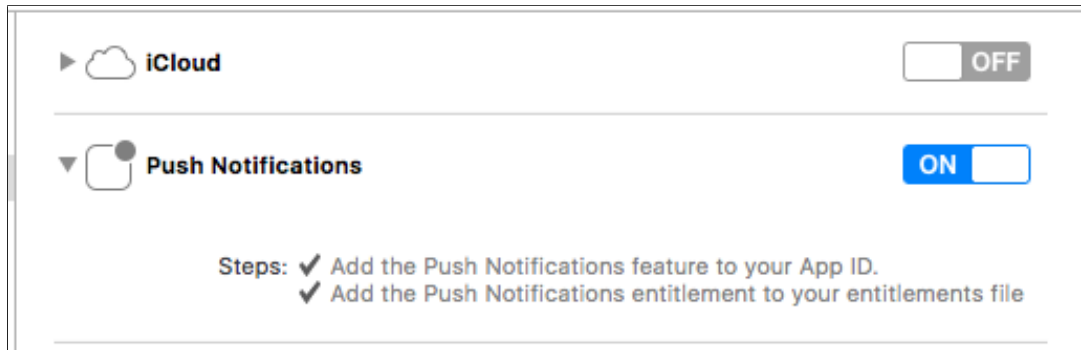 iCloud OFF
Push Notifications ON
Steps: ✔ Add the Push Notifications feature to your App ID.
✔ Add the Push Notifications entitlement to your entitlements file